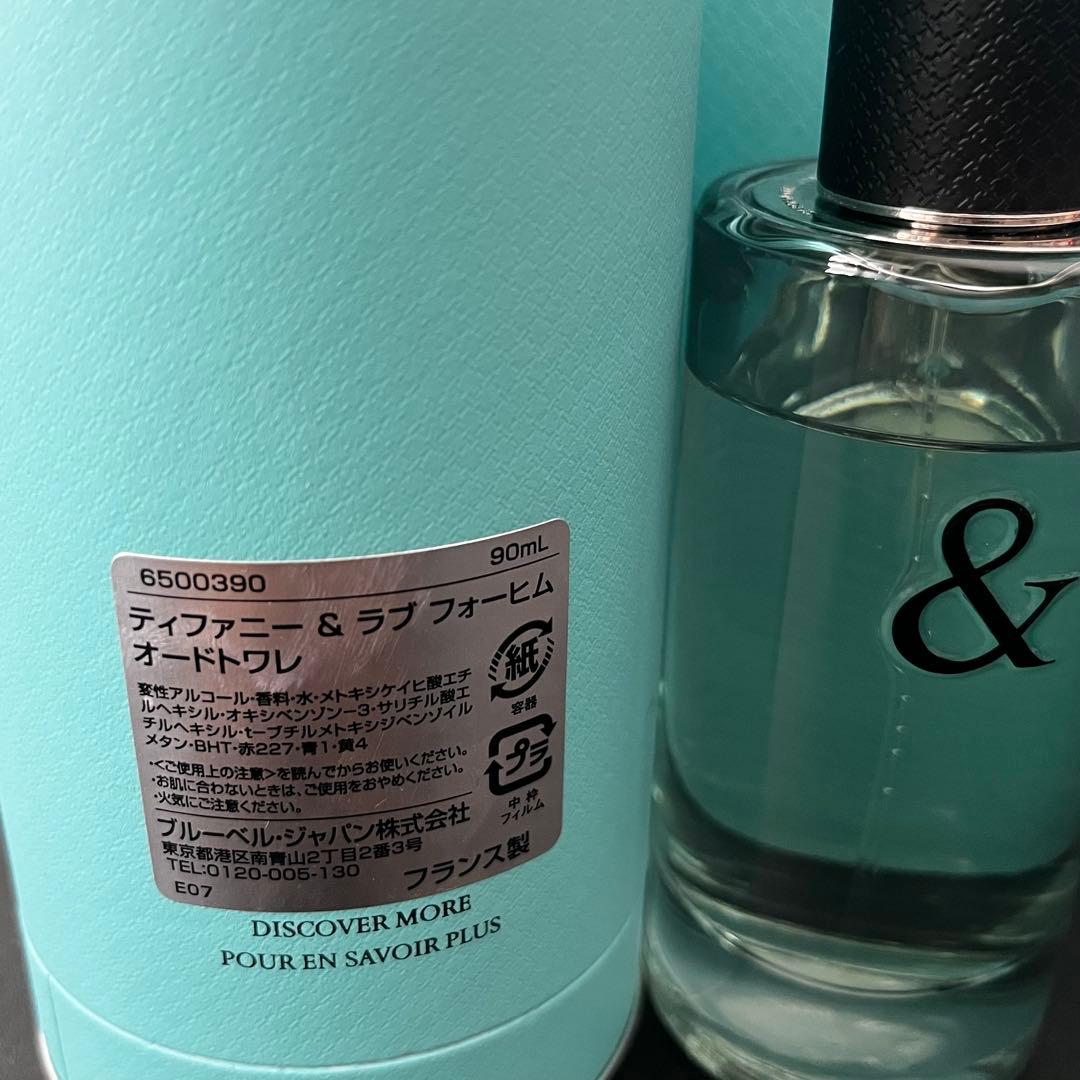 6500390 90mL
ティファニー & ラブ フォーヒム
オードトワレ
変性アルコール・香料・水・メトキシケイヒ酸エチ
ルヘキシル・オキシベンゾン-3・サリチル酸エ
チルヘキシル・t-ブチルメトキシジベンゾイル
メタン・BHT・赤227・青1・黄4
・<ご使用上の注意>を読んでからお使いください。
・お肌に合わないときは、ご使用をおやめください。
・火気にご注意ください。
紙
容器
プラ
中枠
フィルム
ブルーベル・ジャパン株式会社
東京都港区南青山2丁目2番3号
TEL:0120-005-130
フランス製
E07
DISCOVER MORE
POUR EN SAVOIR PLUS
&